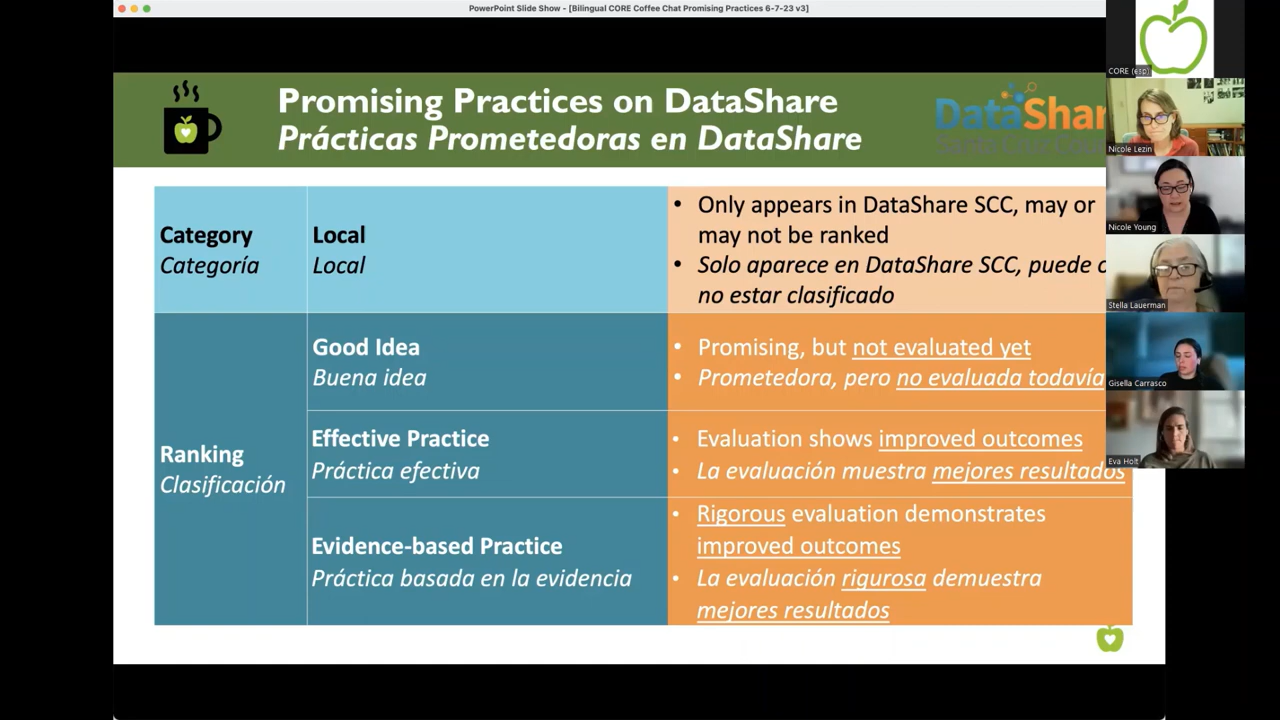 PowerPoint Slide Show - [Bilingual CORE Coffee Chat Promising Practices 6-7-23 v3]
Promising Practices on DataShare
Prácticas Prometedoras en DataShare
DataShar
CORE (esp)
Nicole Lezin
Nicole Young
Stella Lauerman
Gisella Carrasco
Eva Holt
Category
Categoría
Local
Local
• Only appears in DataShare SCC, may or
may not be ranked
• Solo aparece en DataShare SCC, puede o
no estar clasificado
Ranking
Clasificación
Good Idea
Buena idea
• Promising, but not evaluated yet
• Prometedora, pero no evaluada todavía
Effective Practice
Práctica efectiva
• Evaluation shows improved outcomes
• La evaluación muestra mejores resultados
Evidence-based Practice
Práctica basada en la evidencia
• Rigorous evaluation demonstrates
improved outcomes
• La evaluación rigurosa demuestra
mejores resultados